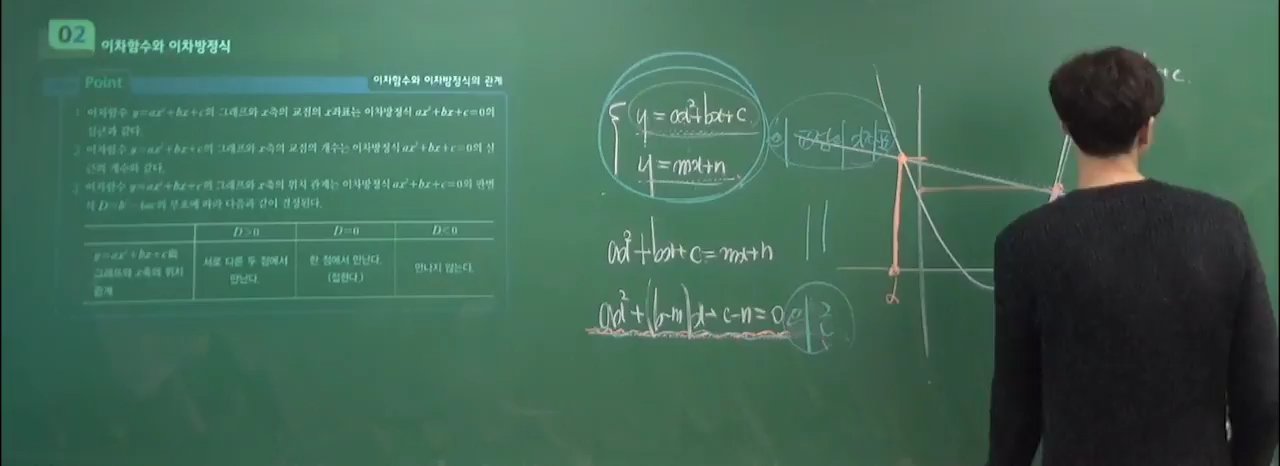 02 이차함수와 이차방정식
Point
이차함수와 이차방정식의 관계
1 이차함수 y=ax²+bx+c의 그래프와 x축의 교점의 x좌표는 이차방정식 ax²+bx+c=0의
실근과 같다.
2 이차함수 y=ax²+bx+c의 그래프와 x축의 교점의 개수는 이차방정식 ax²+bx+c=0의 실
근의 개수와 같다.
3 이차함수 y=ax²+bx+c의 그래프와 x축의 위치 관계는 이차방정식 ax²+bx+c=0의 판별
식 D=b²-4ac의 부호에 따라 다음과 같이 결정된다.
D>0 D=0 D<0
y=ax²+bx+c의
그래프와 x축의 위치
관계
서로 다른 두 점에서
만난다.
한 점에서 만난다.
(접한다.)
만나지 않는다.
y=ax²+bx+c
y=mx+n
ax²+bx+c=mx+n
ax²+(b-m)x+c-n=0
α